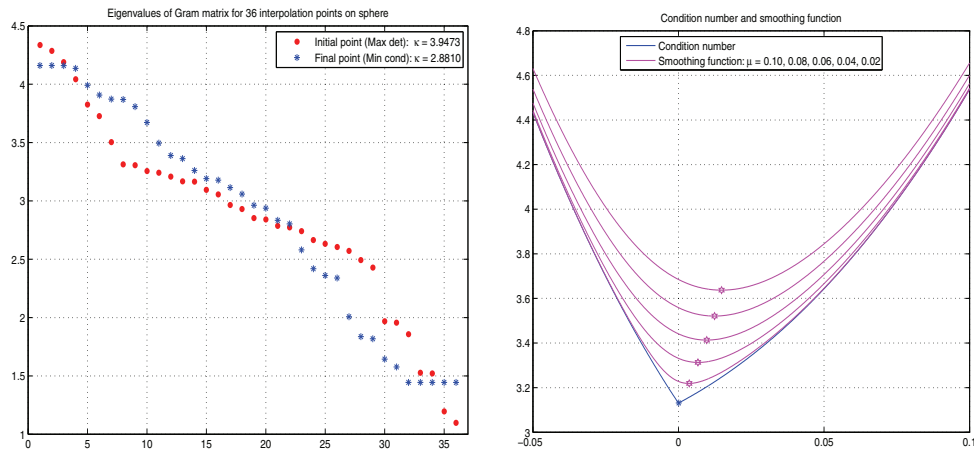 Eigenvalues of Gram matrix for 36 interpolation points on sphere
Initial point (Max det): κ = 3.9473
Final point (Min cond): κ = 2.8810
4.5
4
3.5
3
2.5
2
1.5
1
0 5 10 15 20 25 30 35
Condition number and smoothing function
Condition number
Smoothing function: μ = 0.10, 0.08, 0.06, 0.04, 0.02
4.8
4.6
4.4
4.2
4
3.8
3.6
3.4
3.2
3
−0.05 0 0.05 0.1